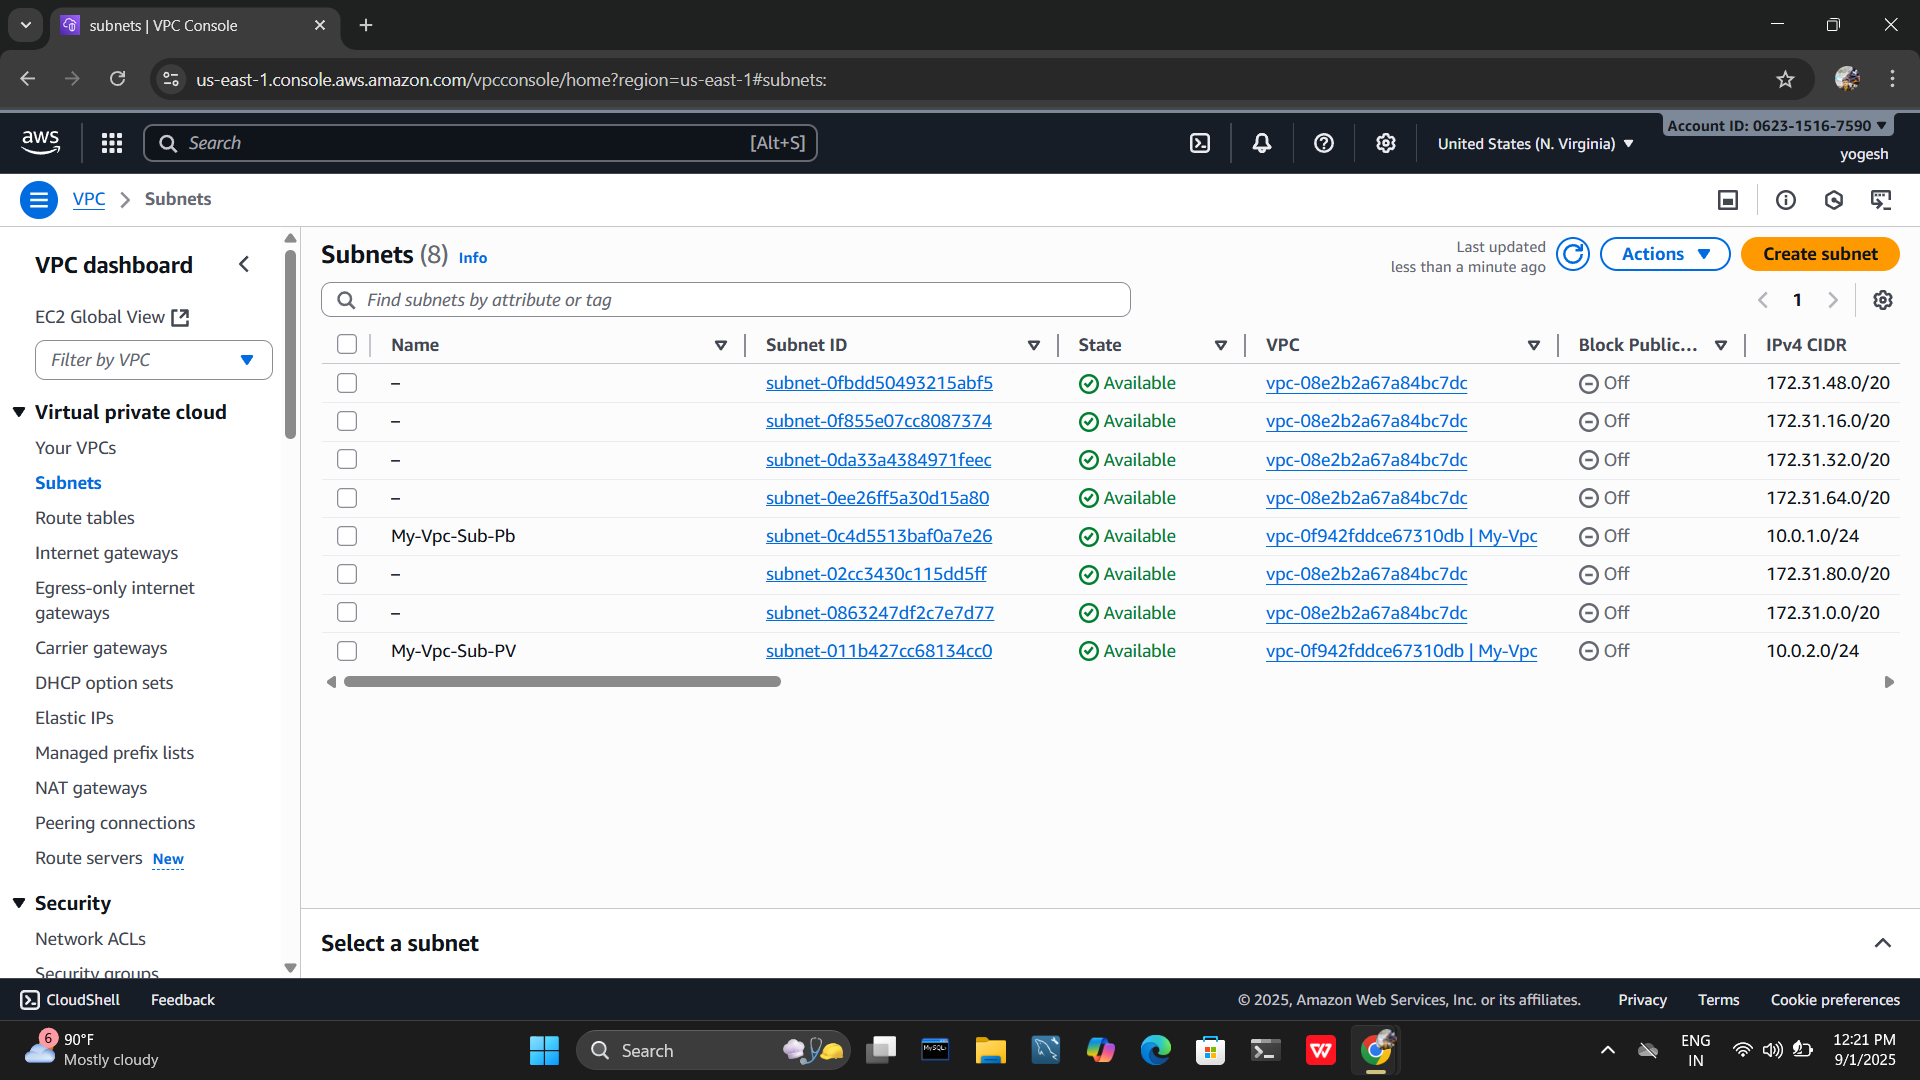 subnets | VPC Console
us-east-1.console.aws.amazon.com/vpcconsole/home?region=us-east-1#subnets:
aws
Search
[Alt+S]
United States (N. Virginia)
Account ID: 0623-1516-7590
yogesh
VPC
Subnets
VPC dashboard
EC2 Global View
Filter by VPC
Virtual private cloud
Your VPCs
Subnets
Route tables
Internet gateways
Egress-only internet
gateways
Carrier gateways
DHCP option sets
Elastic IPs
Managed prefix lists
NAT gateways
Peering connections
Route servers New
Security
Network ACLs
Security groups
Subnets (8) Info
Last updated
less than a minute ago
Actions
Create subnet
Find subnets by attribute or tag
1
Name Subnet ID State VPC Block Public... IPv4 CIDR
– subnet-0fbdd50493215abf5 Available vpc-08e2b2a67a84bc7dc Off 172.31.48.0/20
– subnet-0f855e07cc8087374 Available vpc-08e2b2a67a84bc7dc Off 172.31.16.0/20
– subnet-0da33a4384971feec Available vpc-08e2b2a67a84bc7dc Off 172.31.32.0/20
– subnet-0ee26ff5a30d15a80 Available vpc-08e2b2a67a84bc7dc Off 172.31.64.0/20
My-Vpc-Sub-Pb subnet-0c4d5513baf0a7e26 Available vpc-0f942fddce67310db | My-Vpc Off 10.0.1.0/24
– subnet-02cc3430c115dd5ff Available vpc-08e2b2a67a84bc7dc Off 172.31.80.0/20
– subnet-0863247df2c7e7d77 Available vpc-08e2b2a67a84bc7dc Off 172.31.0.0/20
My-Vpc-Sub-PV subnet-011b427cc68134cc0 Available vpc-0f942fddce67310db | My-Vpc Off 10.0.2.0/24
Select a subnet
CloudShell
Feedback
© 2025, Amazon Web Services, Inc. or its affiliates.
Privacy
Terms
Cookie preferences
6
90°F
Mostly cloudy
Search
MySQL
W
ENG
IN
12:21 PM
9/1/2025